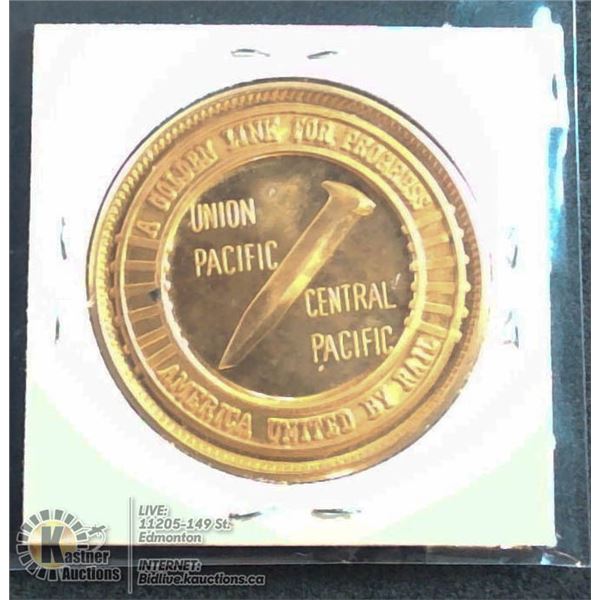 A GOLDEN LINK FOR PROGRESS
UNION
PACIFIC
CENTRAL
PACIFIC
AMERICA UNITED BY RAIL
LIVE:
11205-149 St.
Edmonton
INTERNET:
Bidlive.kauctions.ca
K
Kastner
Auctions